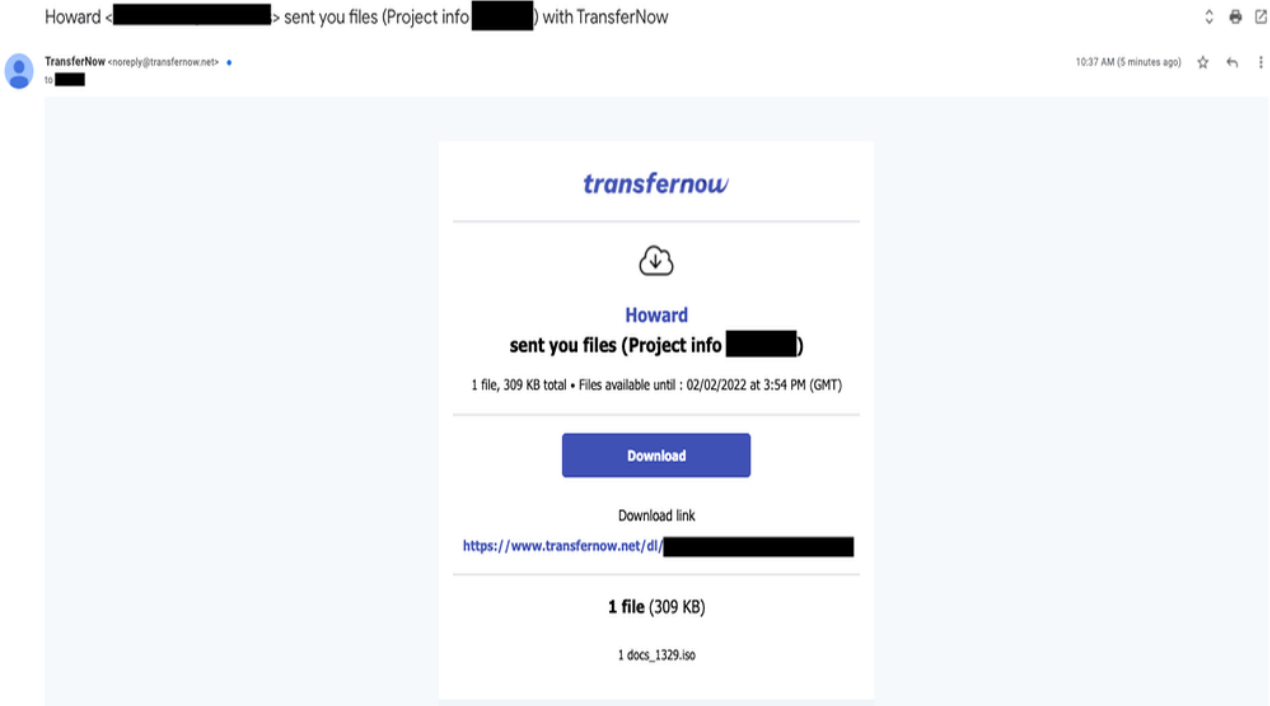 Howard < > sent you files (Project info ) with TransferNow
TransferNow <noreply@transfernow.net>
10:37 AM (5 minutes ago)
to
transfernow
Howard
sent you files (Project info )
1 file, 309 KB total • Files available until : 02/02/2022 at 3:54 PM (GMT)
Download
Download link
https://www.transfernow.net/dl/
1 file (309 KB)
1 docs_1329.iso